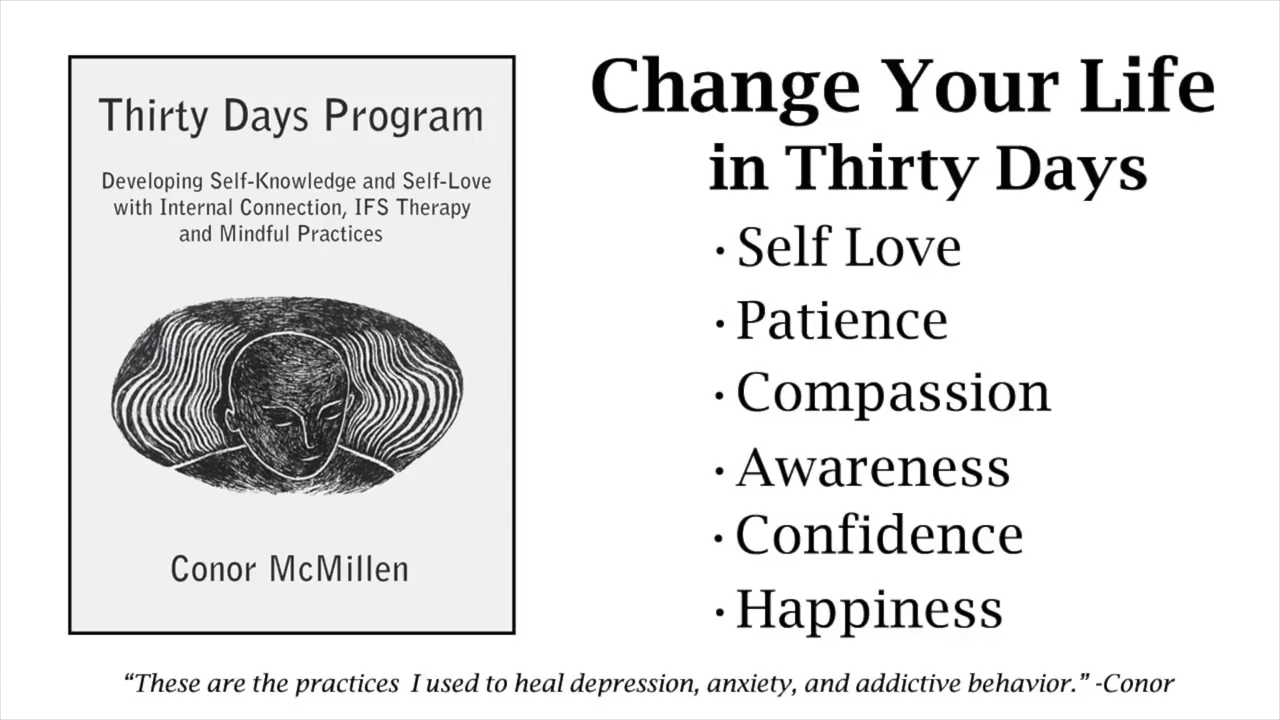 Thirty Days Program
Developing Self-Knowledge and Self-Love
with Internal Connection, IFS Therapy
and Mindful Practices
Conor McMillen
Change Your Life
in Thirty Days
· Self Love
· Patience
· Compassion
· Awareness
· Confidence
· Happiness
“These are the practices I used to heal depression, anxiety, and addictive behavior.” -Conor